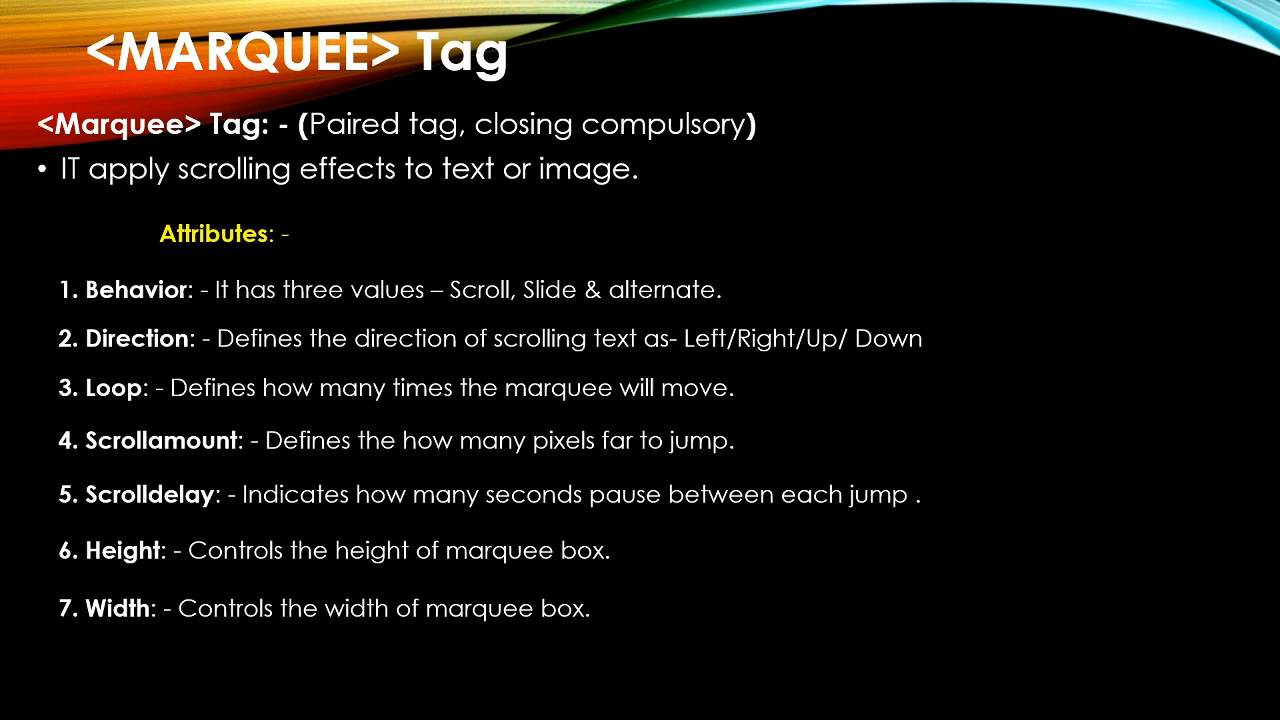 <MARQUEE> Tag
<Marquee> Tag: - (Paired tag, closing compulsory)
• IT apply scrolling effects to text or image.
Attributes: -
1. Behavior: - It has three values – Scroll, Slide & alternate.
2. Direction: - Defines the direction of scrolling text as- Left/Right/Up/ Down
3. Loop: - Defines how many times the marquee will move.
4. Scrollamount: - Defines the how many pixels far to jump.
5. Scrolldelay: - Indicates how many seconds pause between each jump .
6. Height: - Controls the height of marquee box.
7. Width: - Controls the width of marquee box.